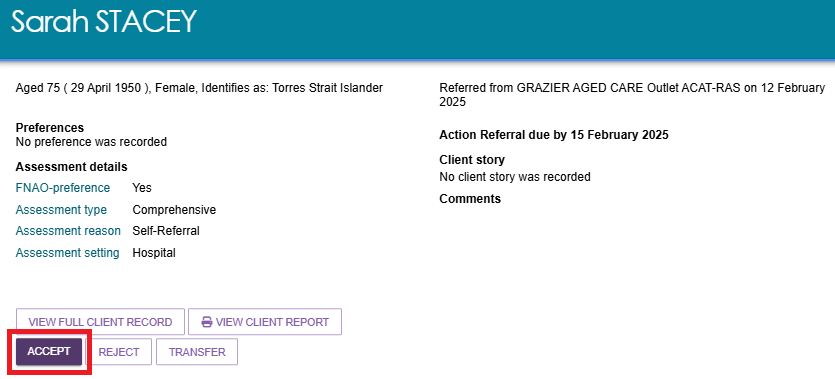 Sarah STACEY
Aged 75 ( 29 April 1950 ), Female, Identifies as: Torres Strait Islander
Preferences
No preference was recorded
Assessment details
FNAO-preference Yes
Assessment type Comprehensive
Assessment reason Self-Referral
Assessment setting Hospital
Referred from GRAZIER AGED CARE Outlet ACAT-RAS on 12 February
2025
Action Referral due by 15 February 2025
Client story
No client story was recorded
Comments
VIEW FULL CLIENT RECORD VIEW CLIENT REPORT
ACCEPT REJECT TRANSFER